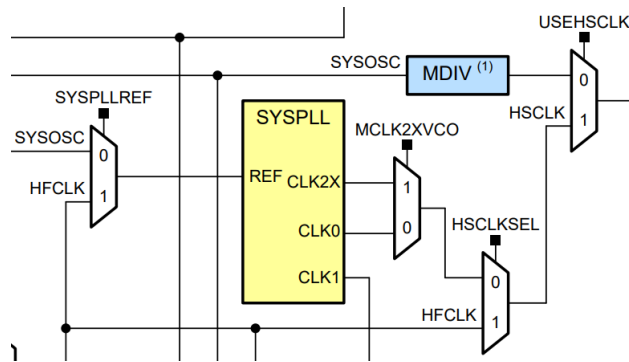 USEHSCLK
SYSOSC
MDIV (1)
0
SYSPLLREF
SYSPLL
HSCLK
1
MCLK2XVCO
SYSOSC
0
REF
CLK2X
1
HFCLK
1
CLK0
0
HSCLKSEL
CLK1
0
HFCLK
1